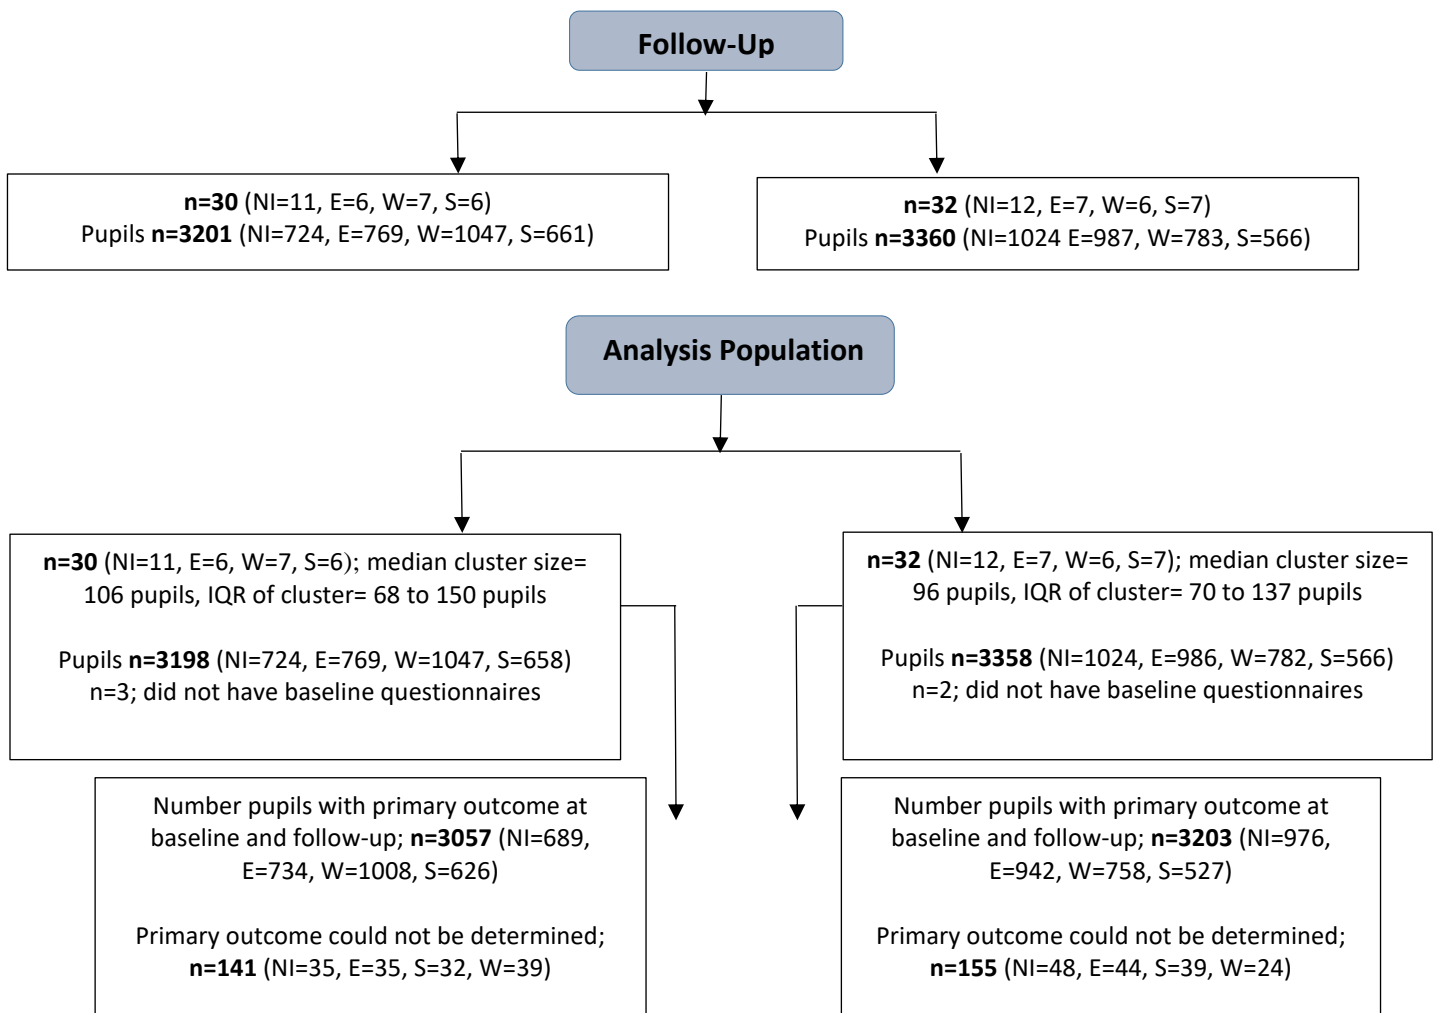 Follow-Up
n=30 (NI=11, E=6, W=7, S=6)
Pupils n=3201 (NI=724, E=769, W=1047, S=661)
n=32 (NI=12, E=7, W=6, S=7)
Pupils n=3360 (NI=1024 E=987, W=783, S=566)
Analysis Population
n=30 (NI=11, E=6, W=7, S=6); median cluster size=
106 pupils, IQR of cluster= 68 to 150 pupils
Pupils n=3198 (NI=724, E=769, W=1047, S=658)
n=3; did not have baseline questionnaires
n=32 (NI=12, E=7, W=6, S=7); median cluster size=
96 pupils, IQR of cluster= 70 to 137 pupils
Pupils n=3358 (NI=1024, E=986, W=782, S=566)
n=2; did not have baseline questionnaires
Number pupils with primary outcome at
baseline and follow-up; n=3057 (NI=689,
E=734, W=1008, S=626)
Primary outcome could not be determined;
n=141 (NI=35, E=35, S=32, W=39)
Number pupils with primary outcome at
baseline and follow-up; n=3203 (NI=976,
E=942, W=758, S=527)
Primary outcome could not be determined;
n=155 (NI=48, E=44, S=39, W=24)